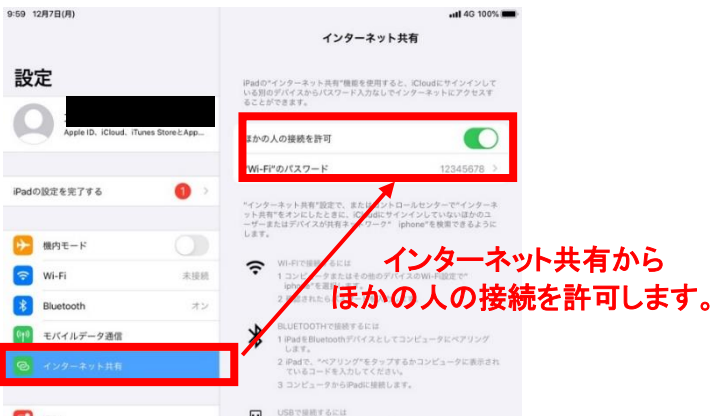 9:59 12月7日(月)
4G 100%
インターネット共有
設定
iPadの"インターネット共有"機能を使用すると、iCloudにサインインして
いる別のデバイスからパスワード入力なしでインターネットにアクセスす
ることができます。
Apple ID、iCloud、iTunes StoreとApp...
ほかの人の接続を許可
"Wi-Fi"のパスワード 12345678
iPadの設定を完了する 1
"インターネット共有"設定で、またはコントロールセンターで"インターネ
ット共有"をオンにしたときに、iCloudにサインインしていないほかのユ
ーザーまたはデバイスが共有ネットワーク" iphone"を検索できるように
します。
機内モード
Wi-Fi 未接続
Bluetooth オン
モバイルデータ通信
インターネット共有
WI-FIで接続するには
1 コンピュータまたはその他のデバイスのWi-Fi設定で"
iphone"を選択します。
2
インターネット共有から
ほかの人の接続を許可します。
BLUETOOTHで接続するには
1 iPadをBluetoothデバイスとしてコンピュータにペアリング
します。
2 iPadで、"ペアリング"をタップするかコンピュータに表示され
ているコードを入力してください。
3 コンピュータからiPadに接続します。
USBで接続するには